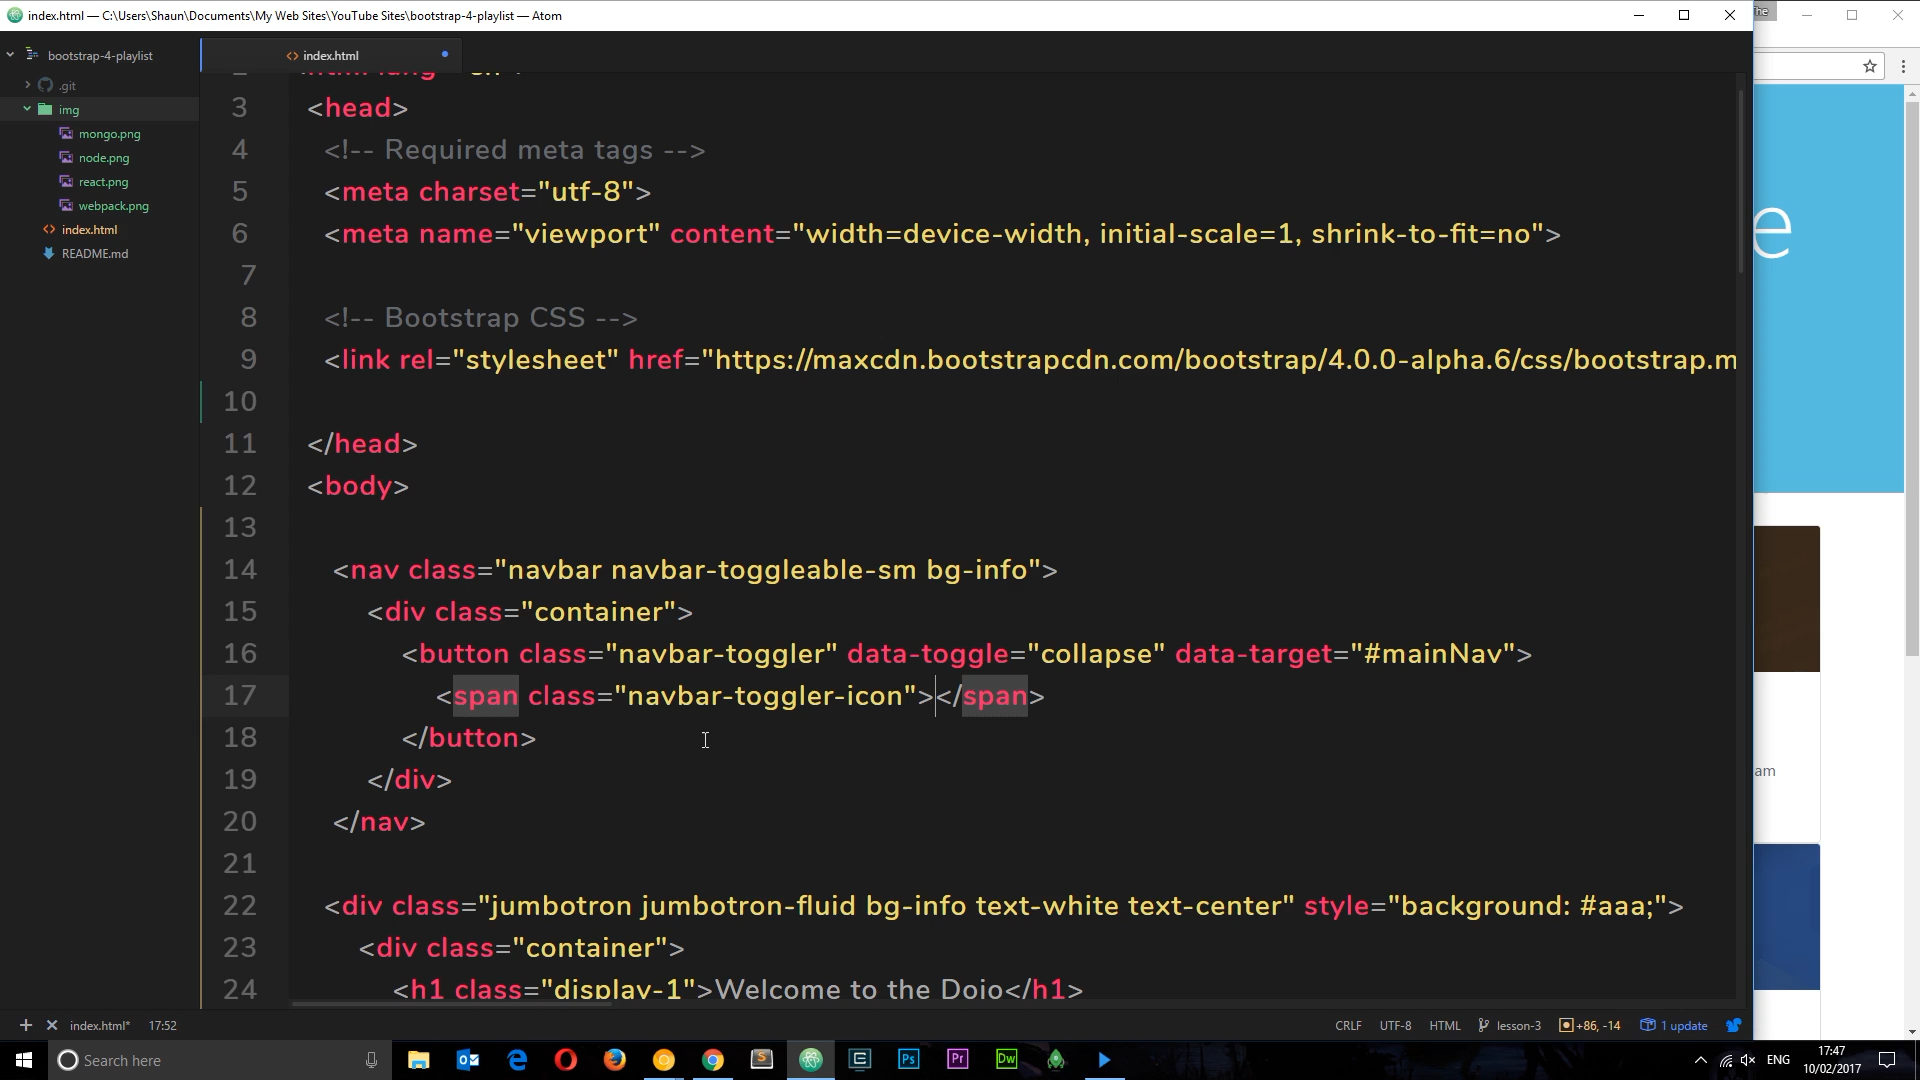 index.html — C:\Users\Shaun\Documents\My Web Sites\YouTube Sites\bootstrap-4-playlist — Atom
bootstrap-4-playlist
.git
img
mongo.png
node.png
react.png
webpack.png
index.html
README.md
index.html
3 <head>
4 <!-- Required meta tags -->
5 <meta charset="utf-8">
6 <meta name="viewport" content="width=device-width, initial-scale=1, shrink-to-fit=no">
7
8 <!-- Bootstrap CSS -->
9 <link rel="stylesheet" href="https://maxcdn.bootstrapcdn.com/bootstrap/4.0.0-alpha.6/css/bootstrap.m
10
11 </head>
12 <body>
13
14 <nav class="navbar navbar-toggleable-sm bg-info">
15 <div class="container">
16 <button class="navbar-toggler" data-toggle="collapse" data-target="#mainNav">
17 <span class="navbar-toggler-icon"></span>
18 </button>
19 </div>
20 </nav>
21
22 <div class="jumbotron jumbotron-fluid bg-info text-white text-center" style="background: #aaa;">
23 <div class="container">
24 <h1 class="display-1">Welcome to the Dojo</h1>
e
am
index.html* 17:52
CRLF UTF-8 HTML lesson-3 +86, -14 1 update
Search here
Ps Pr Dw
ENG
17:47
10/02/2017